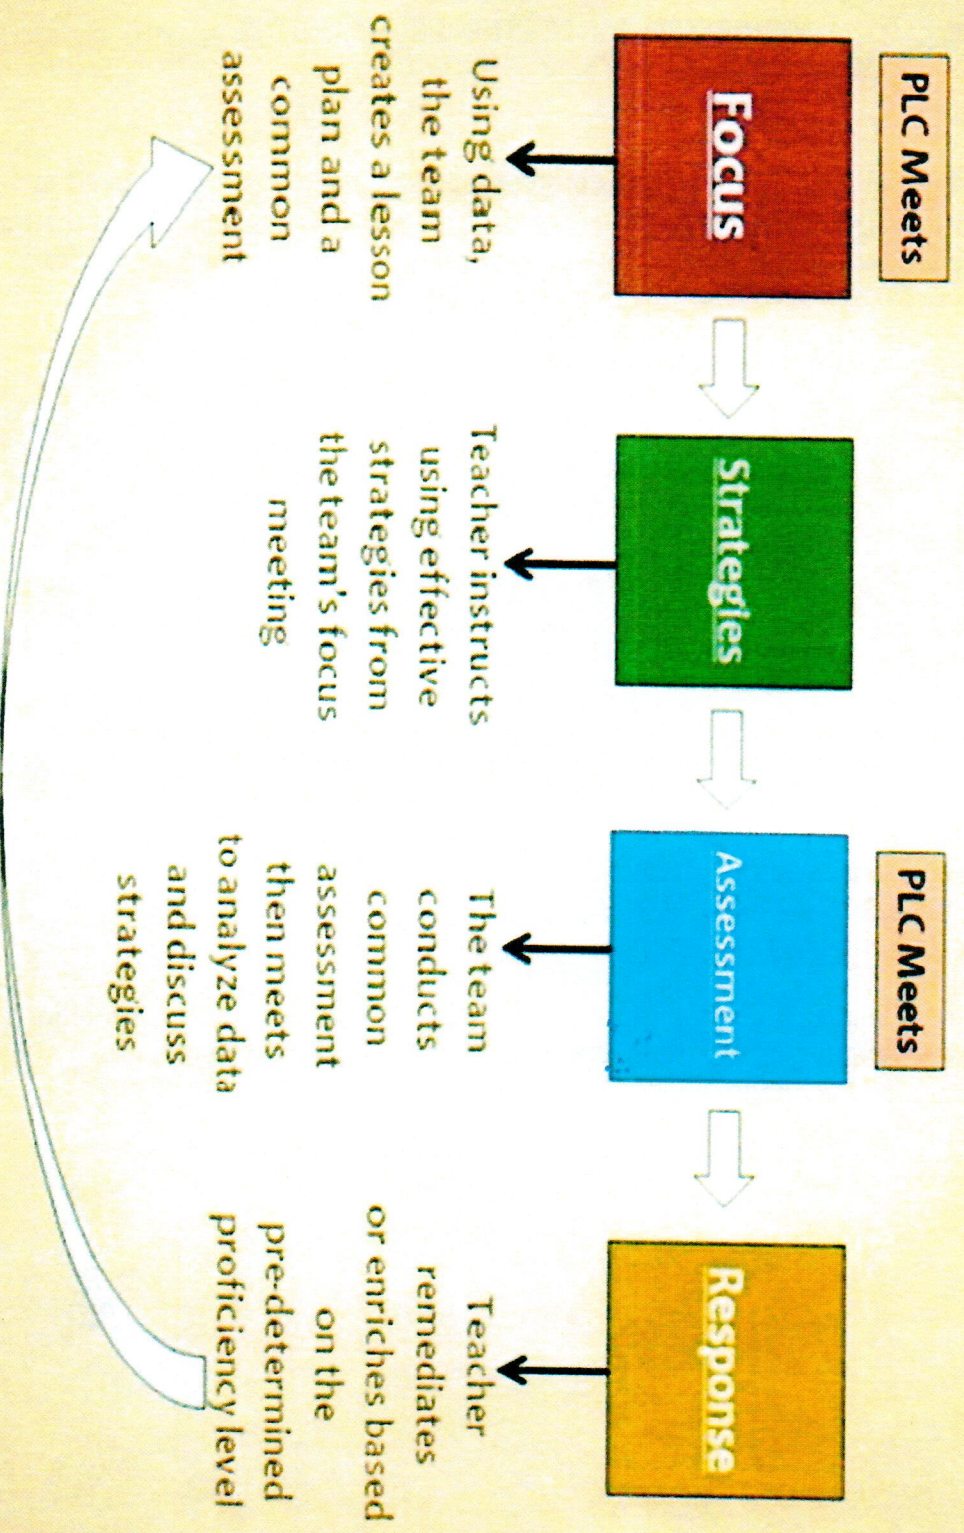 PLC Meets
PLC Meets
Focus
Strategies
Assessment
Response
Using data,
the team
creates a lesson
plan and a
common
assessment
Teacher instructs
using effective
strategies from
the team's focus
meeting
The team
conducts
common
assessment
then meets
to analyze data
and discuss
strategies
Teacher
remediates
or enriches based
on the
pre-determined
proficiency level